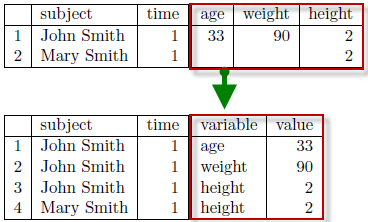 subject time age weight height
1 John Smith 1 33 90 2
2 Mary Smith 1 2
subject time variable value
1 John Smith 1 age 33
2 John Smith 1 weight 90
3 John Smith 1 height 2
4 Mary Smith 1 height 2